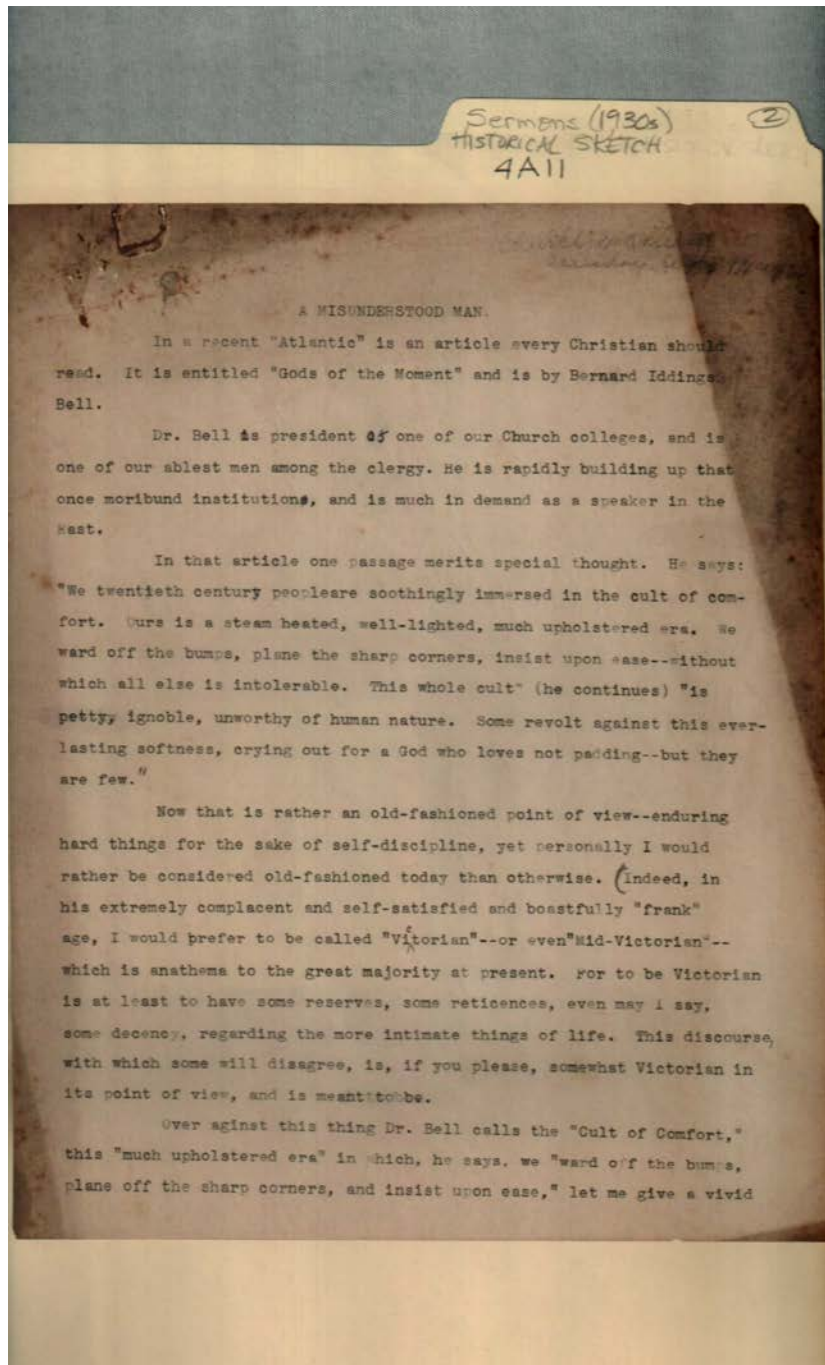 Sermons (1930s) 2
HISTORICAL SKETCH
4A11
A MISUNDERSTOOD MAN.
In a recent "Atlantic" is an article every Christian should
read. It is entitled "Gods of the Moment" and is by Bernard Iddings
Bell.
Dr. Bell is president of one of our Church colleges, and is
one of our ablest men among the clergy. He is rapidly building up that
once moribund institution, and is much in demand as a speaker in the
East.
In that article one passage merits special thought. He says:
"We twentieth century peopleare soothingly immersed in the cult of com-
fort. Ours is a steam heated, well-lighted, much upholstered era. We
ward off the bumps, plane the sharp corners, insist upon ease--without
which all else is intolerable. This whole cult" (he continues) "is
petty, ignoble, unworthy of human nature. Some revolt against this ever-
lasting softness, crying out for a God who loves not padding--but they
are few."
Now that is rather an old-fashioned point of view--enduring
hard things for the sake of self-discipline, yet personally I would
rather be considered old-fashioned today than otherwise. (Indeed, in
his extremely complacent and self-satisfied and boastfully "frank"
age, I would prefer to be called "Victorian"--or even"Mid-Victorian"--
which is anathema to the great majority at present. For to be Victorian
is at least to have some reserves, some reticences, even may I say,
some decency, regarding the more intimate things of life. This discourse,
with which some will disagree, is, if you please, somewhat Victorian in
its point of view, and is meant to be.
Over aginst this thing Dr. Bell calls the "Cult of Comfort,"
this "much upholstered era" in which, he says, we "ward off the bumps,
plane off the sharp corners, and insist upon ease," let me give a vivid